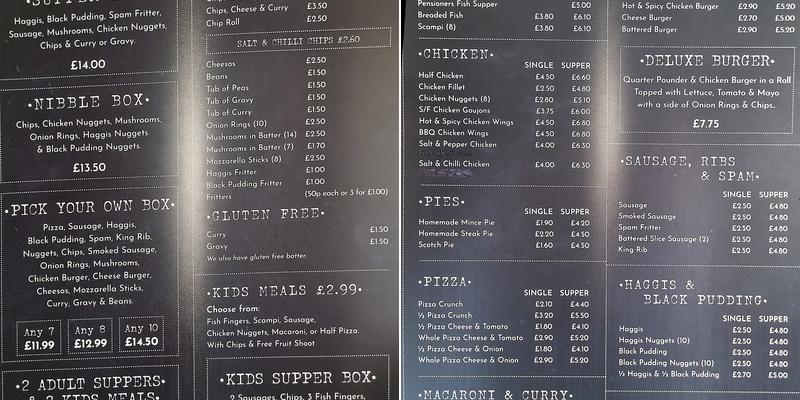 Haggis, Black Pudding, Spam Fritter,
Sausage, Mushrooms, Chicken Nuggets,
Chips & Curry or Gravy.
£14.00
•NIBBLE BOX•
Chips, Chicken Nuggets, Mushrooms,
Onion Rings, Haggis Nuggets
& Black Pudding Nuggets.
£13.50
•PICK YOUR OWN BOX•
Pizza, Sausage, Haggis,
Black Pudding, Spam, King Rib,
Nuggets, Chips, Smoked Sausage,
Onion Rings, Mushrooms,
Chicken Burger, Cheese Burger,
Cheesos, Mozzarella Sticks,
Curry, Gravy & Beans.
Any 7 £11.99
Any 8 £12.99
Any 10 £14.50
•2 ADULT SUPPERS
& 2 KIDS MEALS•
Chips, Cheese & Curry £3.50
Chip Roll £2.50
SALT & CHILLI CHIPS £2.60
Cheesos £2.50
Beans £1.50
Tub of Peas £1.50
Tub of Gravy £1.50
Tub of Curry £1.50
Onion Rings (10) £2.50
Mushrooms in Batter (14) £2.50
Mushrooms in Batter (7) £1.70
Mozzarella Sticks (8) £2.50
Haggis Fritter £1.00
Black Pudding Fritter £1.00
Fritters (50p each or 3 for £1.00)
•GLUTEN FREE•
Curry £1.50
Gravy £1.50
We also have gluten free batter.
•KIDS MEALS £2.99•
Choose from:
Fish Fingers, Scampi, Sausage,
Chicken Nuggets, Macaroni, or Half Pizza.
With Chips & Free Fruit Shoot
•KIDS SUPPER BOX•
2 Sausages, Chips, 3 Fish Fingers,
Pensioners Fish Supper £5.00
Breaded Fish £3.80 £6.10
Scampi (8) £3.80 £6.10
•CHICKEN•
SINGLE SUPPER
Half Chicken £4.50 £6.60
Chicken Fillet £2.50 £4.80
Chicken Nuggets (8) £2.80 £5.10
S/F Chicken Goujons £3.75 £6.00
Hot & Spicy Chicken Wings £4.50 £6.80
BBQ Chicken Wings £4.50 £6.80
Salt & Pepper Chicken £4.00 £6.30
Salt & Chilli Chicken £4.00 £6.30
•PIES•
SINGLE SUPPER
Homemade Mince Pie £1.90 £4.20
Homemade Steak Pie £2.20 £4.50
Scotch Pie £1.60 £4.50
•PIZZA•
SINGLE SUPPER
Pizza Crunch £2.10 £4.40
½ Pizza Crunch £3.20 £5.50
½ Pizza Cheese & Tomato £1.80 £4.10
Whole Pizza Cheese & Tomato £2.90 £5.20
½ Pizza Cheese & Onion £1.80 £4.10
Whole Pizza Cheese & Onion £2.90 £5.20
•MACARONI & CURRY•
Hot & Spicy Chicken Burger £2.90 £5.20
Cheese Burger £2.70 £5.00
Battered Burger £2.90 £5.20
•DELUXE BURGER•
Quarter Pounder & Chicken Burger in a Roll
Topped with Lettuce, Tomato & Mayo
with a side of Onion Rings & Chips..
£7.75
•SAUSAGE, RIBS
& SPAM•
SINGLE SUPPER
Sausage £2.50 £4.80
Smoked Sausage £2.50 £4.80
Spam Fritter £2.50 £4.80
Battered Slice Sausage (2) £2.50 £4.80
King Rib £2.50 £4.80
•HAGGIS &
BLACK PUDDING•
SINGLE SUPPER
Haggis £2.50 £4.80
Haggis Nuggets (10) £2.50 £4.80
Black Pudding £2.50 £4.80
Black Pudding Nuggets (10) £2.50 £4.80
½ Haggis & ½ Black Pudding £2.70 £5.00